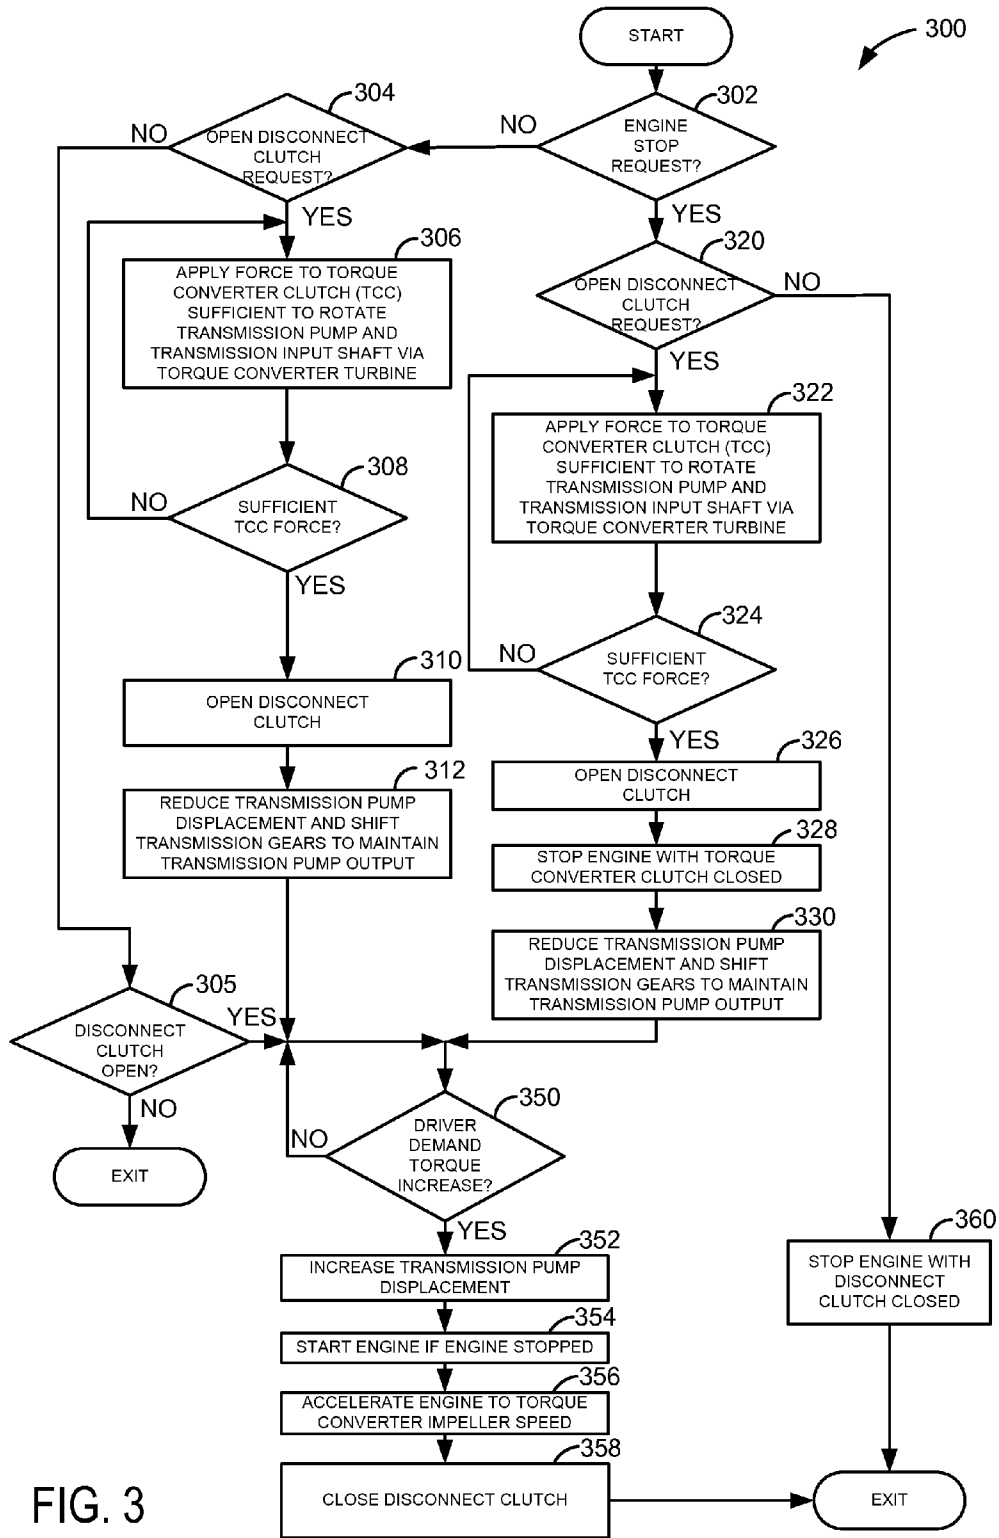 START
300
302
ENGINE
STOP
REQUEST?
NO
YES
304
OPEN DISCONNECT
CLUTCH
REQUEST?
NO
YES
306
APPLY FORCE TO TORQUE
CONVERTER CLUTCH (TCC)
SUFFICIENT TO ROTATE
TRANSMISSION PUMP AND
TRANSMISSION INPUT SHAFT VIA
TORQUE CONVERTER TURBINE
308
SUFFICIENT
TCC FORCE?
NO
YES
310
OPEN DISCONNECT
CLUTCH
312
REDUCE TRANSMISSION PUMP
DISPLACEMENT AND SHIFT
TRANSMISSION GEARS TO MAINTAIN
TRANSMISSION PUMP OUTPUT
305
DISCONNECT
CLUTCH
OPEN?
YES
NO
EXIT
320
OPEN DISCONNECT
CLUTCH
REQUEST?
NO
YES
322
APPLY FORCE TO TORQUE
CONVERTER CLUTCH (TCC)
SUFFICIENT TO ROTATE
TRANSMISSION PUMP AND
TRANSMISSION INPUT SHAFT VIA
TORQUE CONVERTER TURBINE
324
SUFFICIENT
TCC FORCE?
NO
YES
326
OPEN DISCONNECT
CLUTCH
328
STOP ENGINE WITH TORQUE
CONVERTER CLUTCH CLOSED
330
REDUCE TRANSMISSION PUMP
DISPLACEMENT AND SHIFT
TRANSMISSION GEARS TO MAINTAIN
TRANSMISSION PUMP OUTPUT
350
DRIVER
DEMAND
TORQUE
INCREASE?
NO
YES
352
INCREASE TRANSMISSION PUMP
DISPLACEMENT
354
START ENGINE IF ENGINE STOPPED
356
ACCELERATE ENGINE TO TORQUE
CONVERTER IMPELLER SPEED
358
CLOSE DISCONNECT CLUTCH
360
STOP ENGINE WITH
DISCONNECT
CLUTCH CLOSED
EXIT
FIG. 3